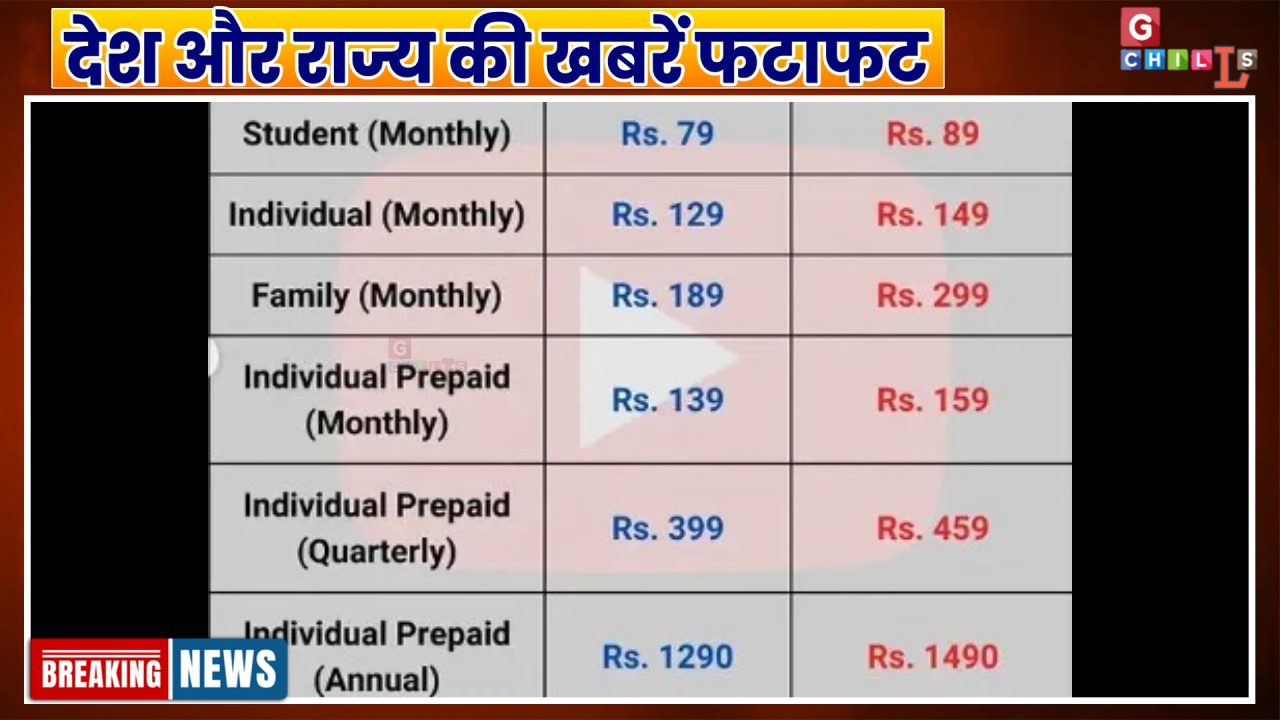 देश और राज्य की खबरें फटाफट
G
CHILLS
Student (Monthly) Rs. 79 Rs. 89
Individual (Monthly) Rs. 129 Rs. 149
Family (Monthly) Rs. 189 Rs. 299
Individual Prepaid
(Monthly) Rs. 139 Rs. 159
Individual Prepaid
(Quarterly) Rs. 399 Rs. 459
Individual Prepaid
(Annual) Rs. 1290 Rs. 1490
BREAKING NEWS